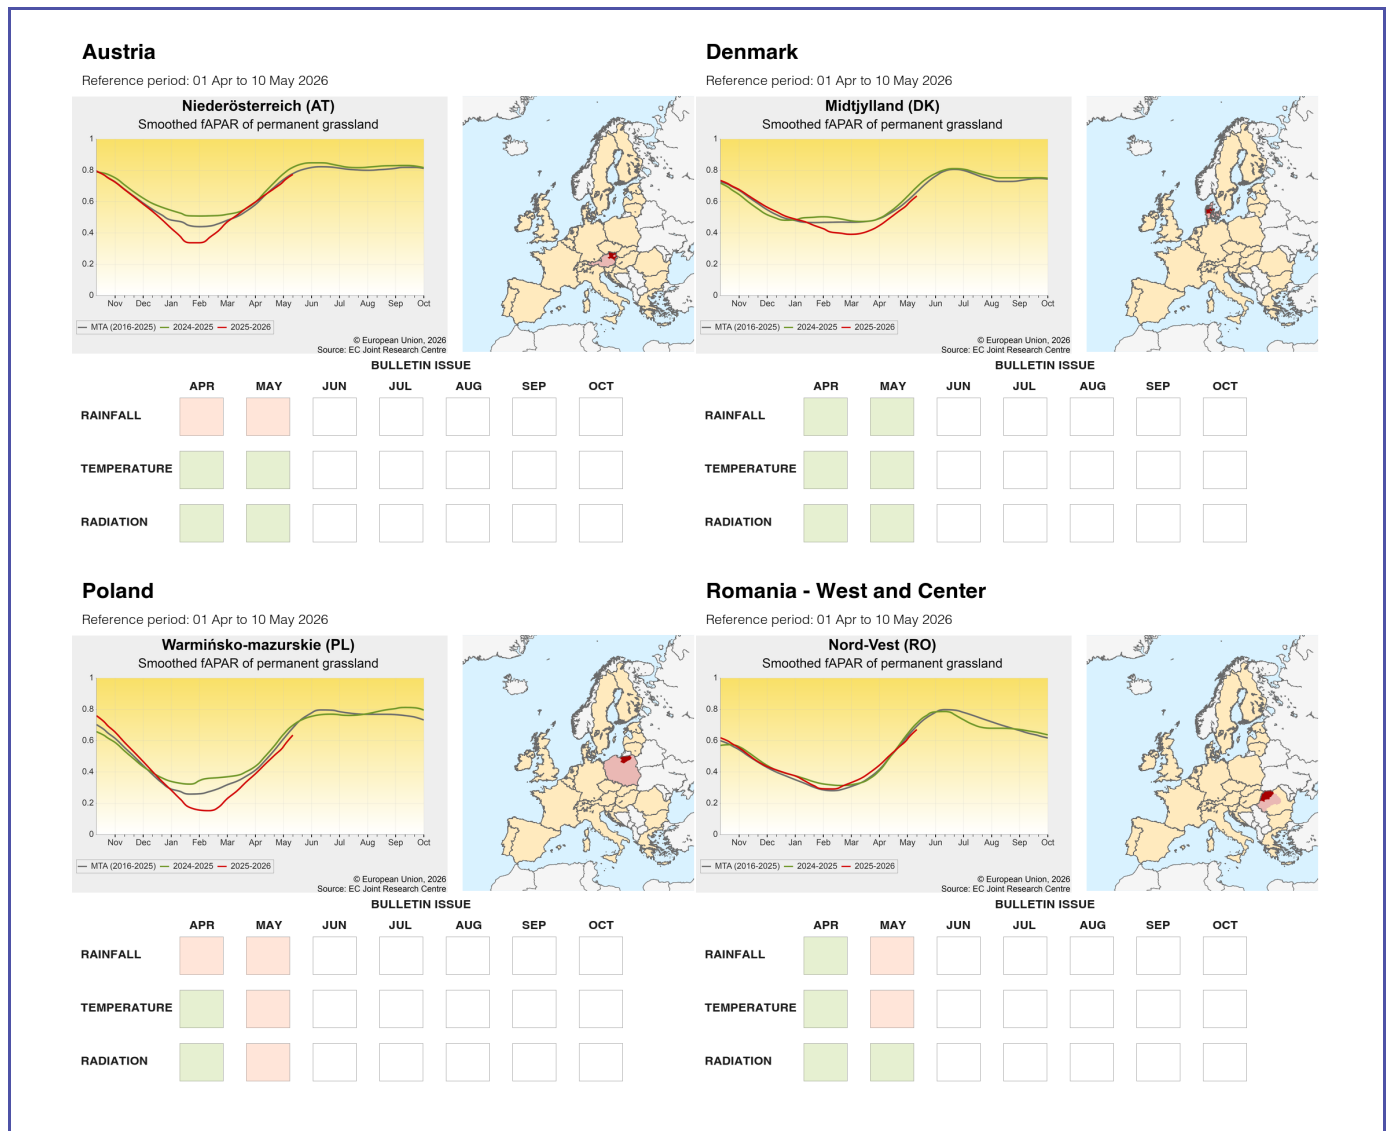 Austria
Reference period: 01 Apr to 10 May 2026
Niederösterreich (AT)
Smoothed fAPAR of permanent grassland
1
0.8
0.6
0.4
0.2
0
Nov Dec Jan Feb Mar Apr May Jun Jul Aug Sep Oct
MTA (2016-2025) 2024-2025 2025-2026
© European Union, 2026
Source: EC Joint Research Centre
BULLETIN ISSUE
APR MAY JUN JUL AUG SEP OCT
RAINFALL
TEMPERATURE
RADIATION
Denmark
Reference period: 01 Apr to 10 May 2026
Midtjylland (DK)
Smoothed fAPAR of permanent grassland
1
0.8
0.6
0.4
0.2
0
Nov Dec Jan Feb Mar Apr May Jun Jul Aug Sep Oct
MTA (2016-2025) 2024-2025 2025-2026
© European Union, 2026
Source: EC Joint Research Centre
BULLETIN ISSUE
APR MAY JUN JUL AUG SEP OCT
RAINFALL
TEMPERATURE
RADIATION
Poland
Reference period: 01 Apr to 10 May 2026
Warmińsko-mazurskie (PL)
Smoothed fAPAR of permanent grassland
1
0.8
0.6
0.4
0.2
0
Nov Dec Jan Feb Mar Apr May Jun Jul Aug Sep Oct
MTA (2016-2025) 2024-2025 2025-2026
© European Union, 2026
Source: EC Joint Research Centre
BULLETIN ISSUE
APR MAY JUN JUL AUG SEP OCT
RAINFALL
TEMPERATURE
RADIATION
Romania - West and Center
Reference period: 01 Apr to 10 May 2026
Nord-Vest (RO)
Smoothed fAPAR of permanent grassland
1
0.8
0.6
0.4
0.2
0
Nov Dec Jan Feb Mar Apr May Jun Jul Aug Sep Oct
MTA (2016-2025) 2024-2025 2025-2026
© European Union, 2026
Source: EC Joint Research Centre
BULLETIN ISSUE
APR MAY JUN JUL AUG SEP OCT
RAINFALL
TEMPERATURE
RADIATION